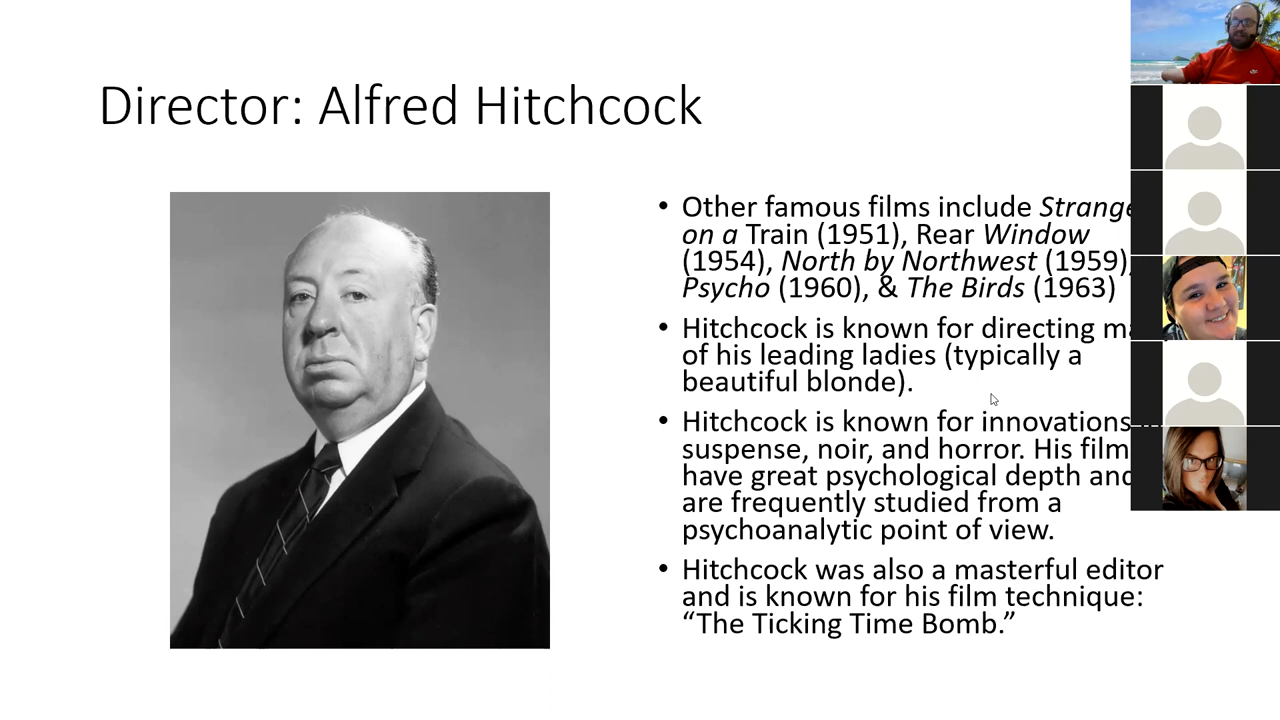 Director: Alfred Hitchcock
• Other famous films include Strange
on a Train (1951), Rear Window
(1954), North by Northwest (1959),
Psycho (1960), & The Birds (1963)
• Hitchcock is known for directing
of his leading ladies (typically a
beautiful blonde).
• Hitchcock is known for innovations
suspense, noir, and horror. His film
have great psychological depth and
are frequently studied from a
psychoanalytic point of view.
• Hitchcock was also a masterful editor
and is known for his film technique:
“The Ticking Time Bomb.”